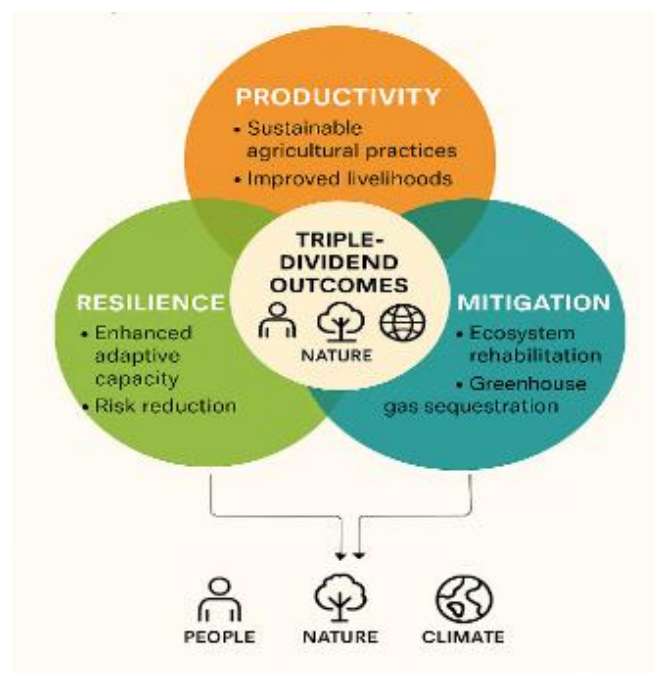 PRODUCTIVITY
• Sustainable
agricultural practices
• Improved livelihoods
TRIPLE-
DIVIDEND
OUTCOMES
NATURE
RESILIENCE
• Enhanced
adaptive
capacity
• Risk reduction
MITIGATION
• Ecosystem
rehabilitation
• Greenhouse
gas sequestration
PEOPLE
NATURE
CLIMATE